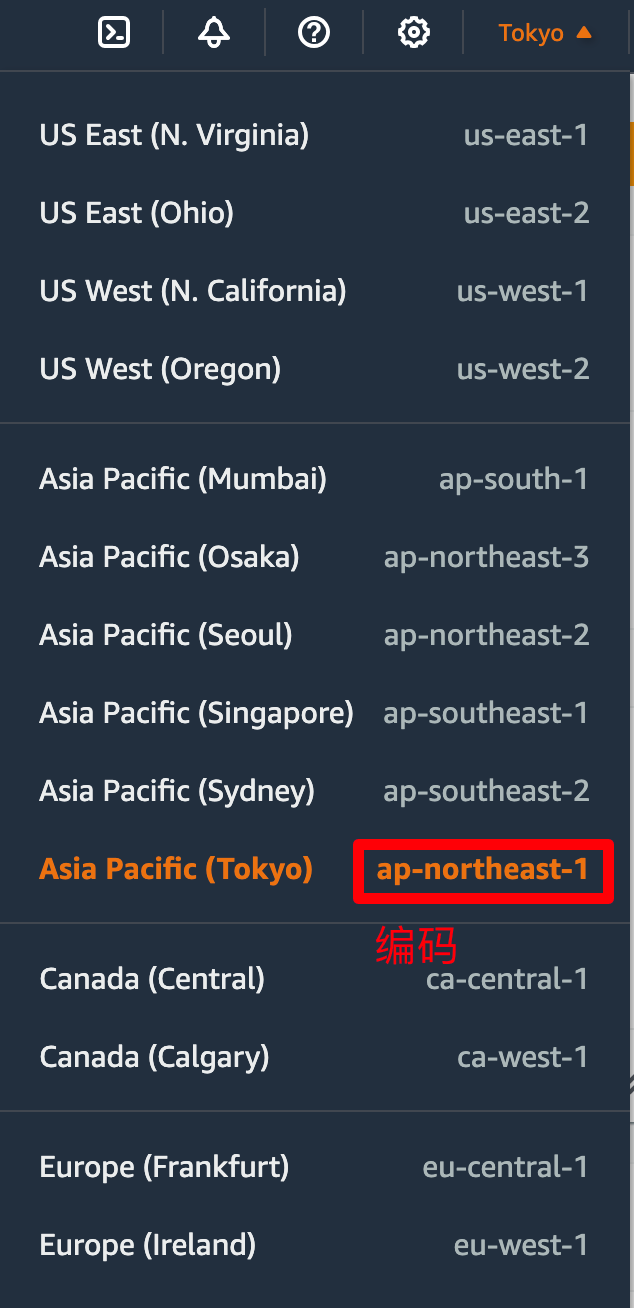 Tokyo
US East (N. Virginia) us-east-1
US East (Ohio) us-east-2
US West (N. California) us-west-1
US West (Oregon) us-west-2
Asia Pacific (Mumbai) ap-south-1
Asia Pacific (Osaka) ap-northeast-3
Asia Pacific (Seoul) ap-northeast-2
Asia Pacific (Singapore) ap-southeast-1
Asia Pacific (Sydney) ap-southeast-2
Asia Pacific (Tokyo) ap-northeast-1
编码
Canada (Central) ca-central-1
Canada (Calgary) ca-west-1
Europe (Frankfurt) eu-central-1
Europe (Ireland) eu-west-1